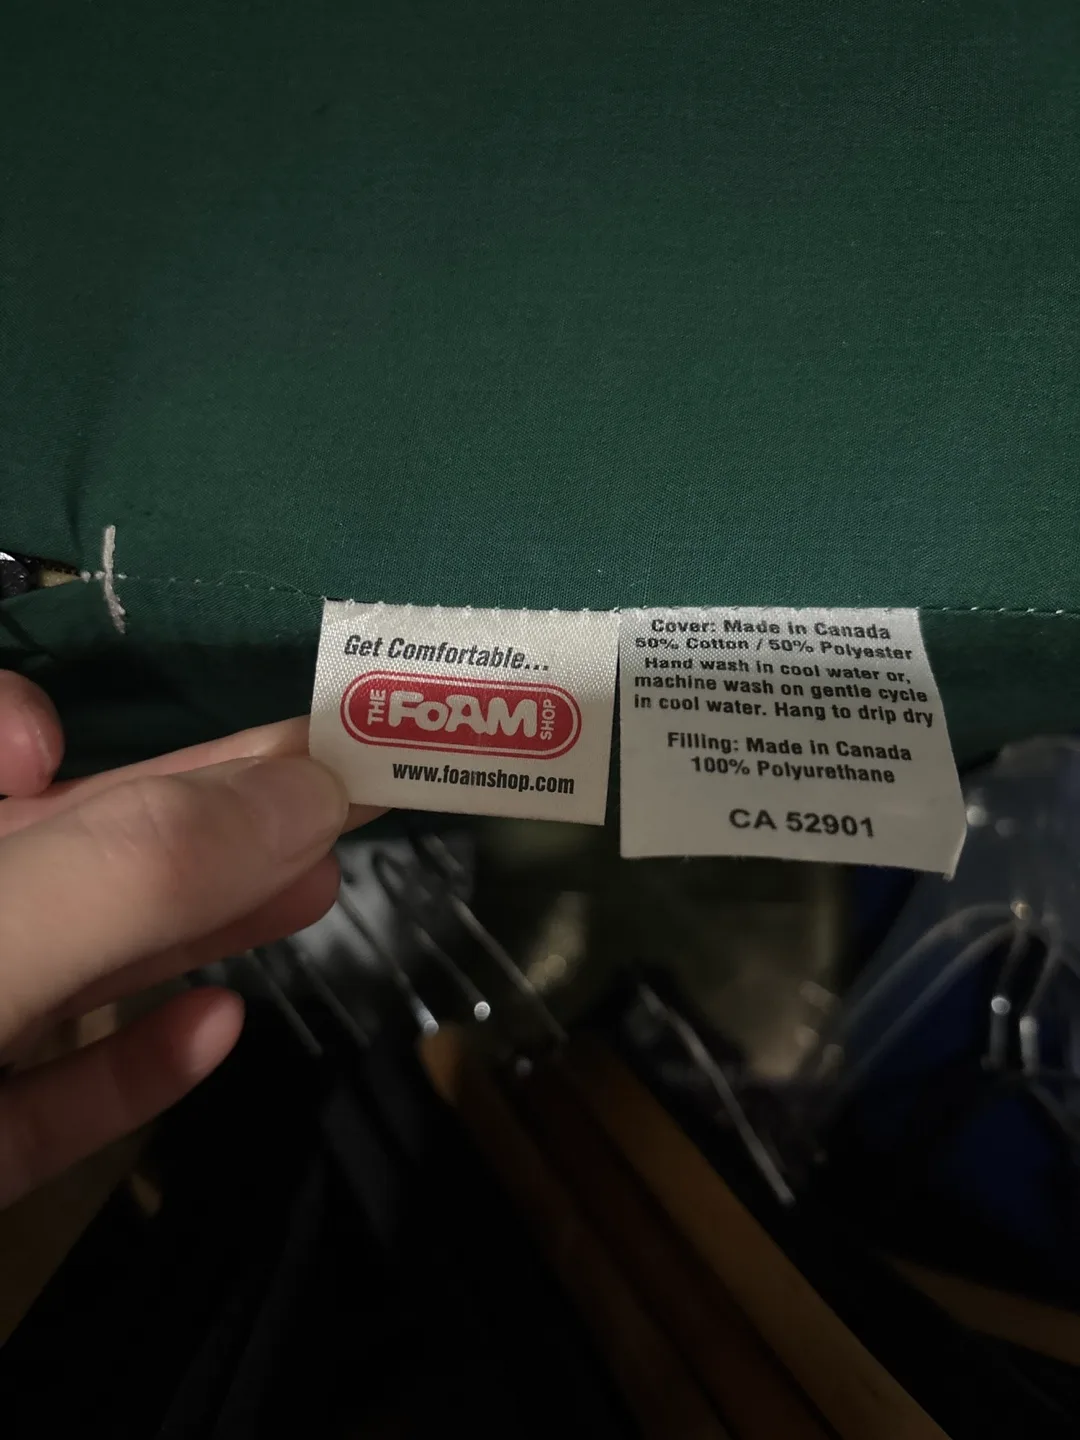 Get Comfortable...
THE FOAM SHOP
www.foamshop.com
Cover: Made in Canada
50% Cotton / 50% Polyester
Hand wash in cool water or,
machine wash on gentle cycle
in cool water. Hang to drip dry
Filling: Made in Canada
100% Polyurethane
CA 52901